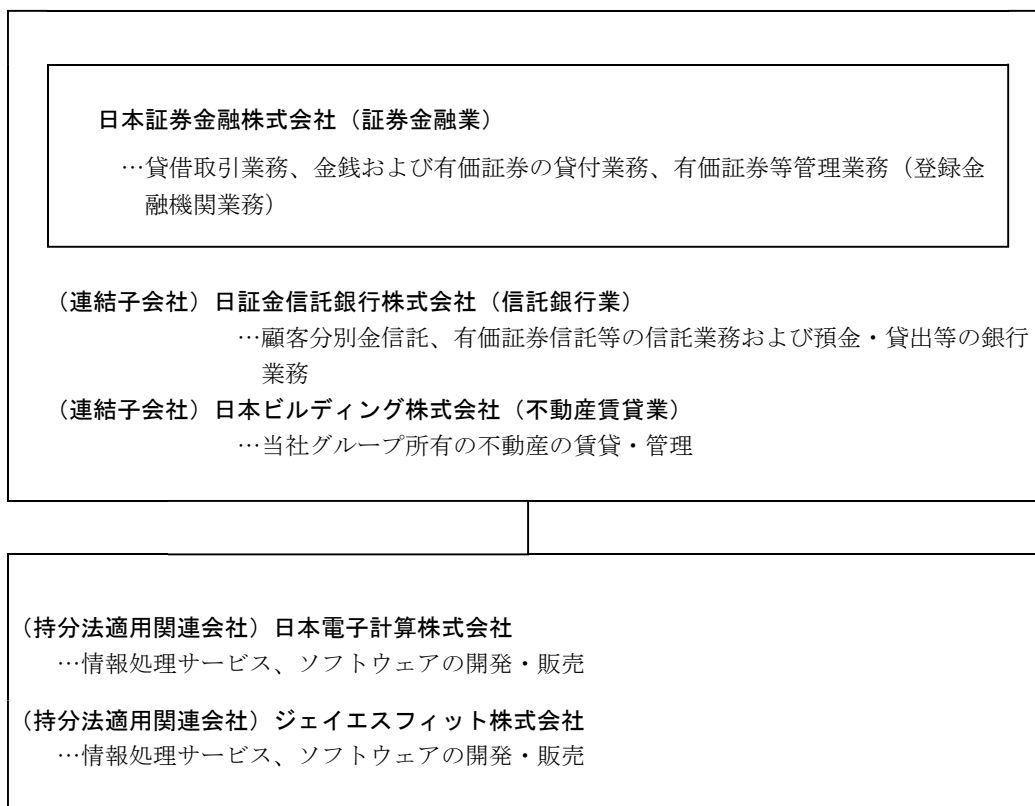 日本証券金融株式会社（証券金融業）
…貸借取引業務、金銭および有価証券の貸付業務、有価証券等管理業務（登録金
融機関業務）
（連結子会社）日証金信託銀行株式会社（信託銀行業）
…顧客分別金信託、有価証券信託等の信託業務および預金・貸出等の銀行
業務
（連結子会社）日本ビルディング株式会社（不動産賃貸業）
…当社グループ所有の不動産の賃貸・管理
（持分法適用関連会社）日本電子計算株式会社
…情報処理サービス、ソフトウェアの開発・販売
（持分法適用関連会社）ジェイエスフィット株式会社
…情報処理サービス、ソフトウェアの開発・販売